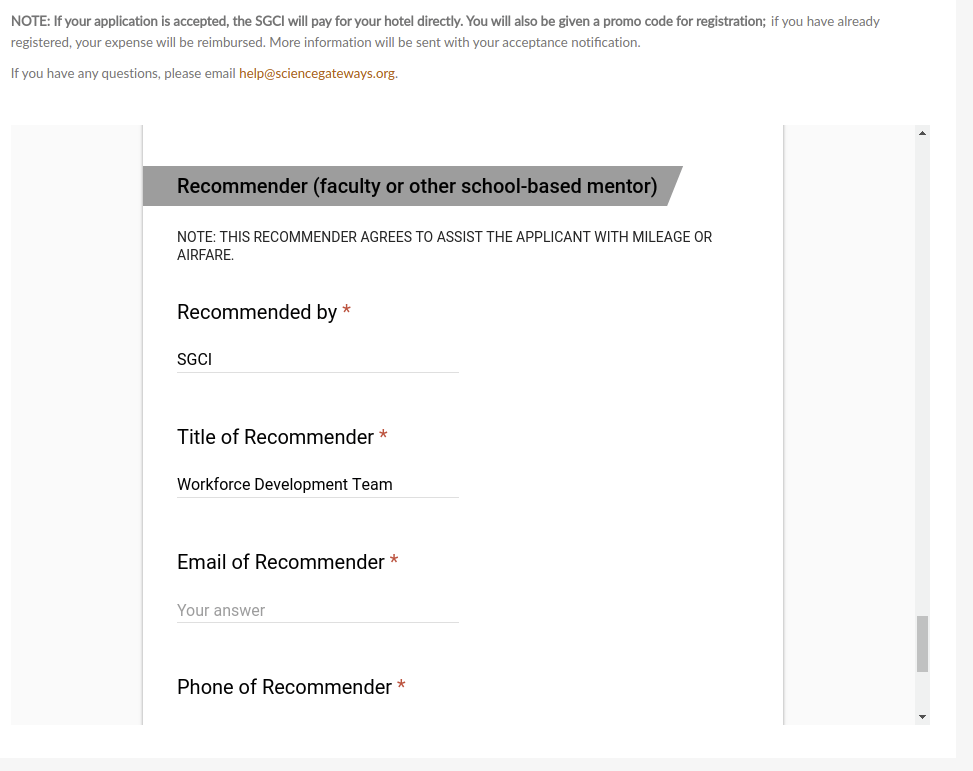 NOTE: If your application is accepted, the SGCI will pay for your hotel directly. You will also be given a promo code for registration; if you have already
registered, your expense will be reimbursed. More information will be sent with your acceptance notification.
If you have any questions, please email help@sciencegateways.org.
Recommender (faculty or other school-based mentor)
NOTE: THIS RECOMMENDER AGREES TO ASSIST THE APPLICANT WITH MILEAGE OR
AIRFARE.
Recommended by *
SGCI
Title of Recommender *
Workforce Development Team
Email of Recommender *
Your answer
Phone of Recommender *